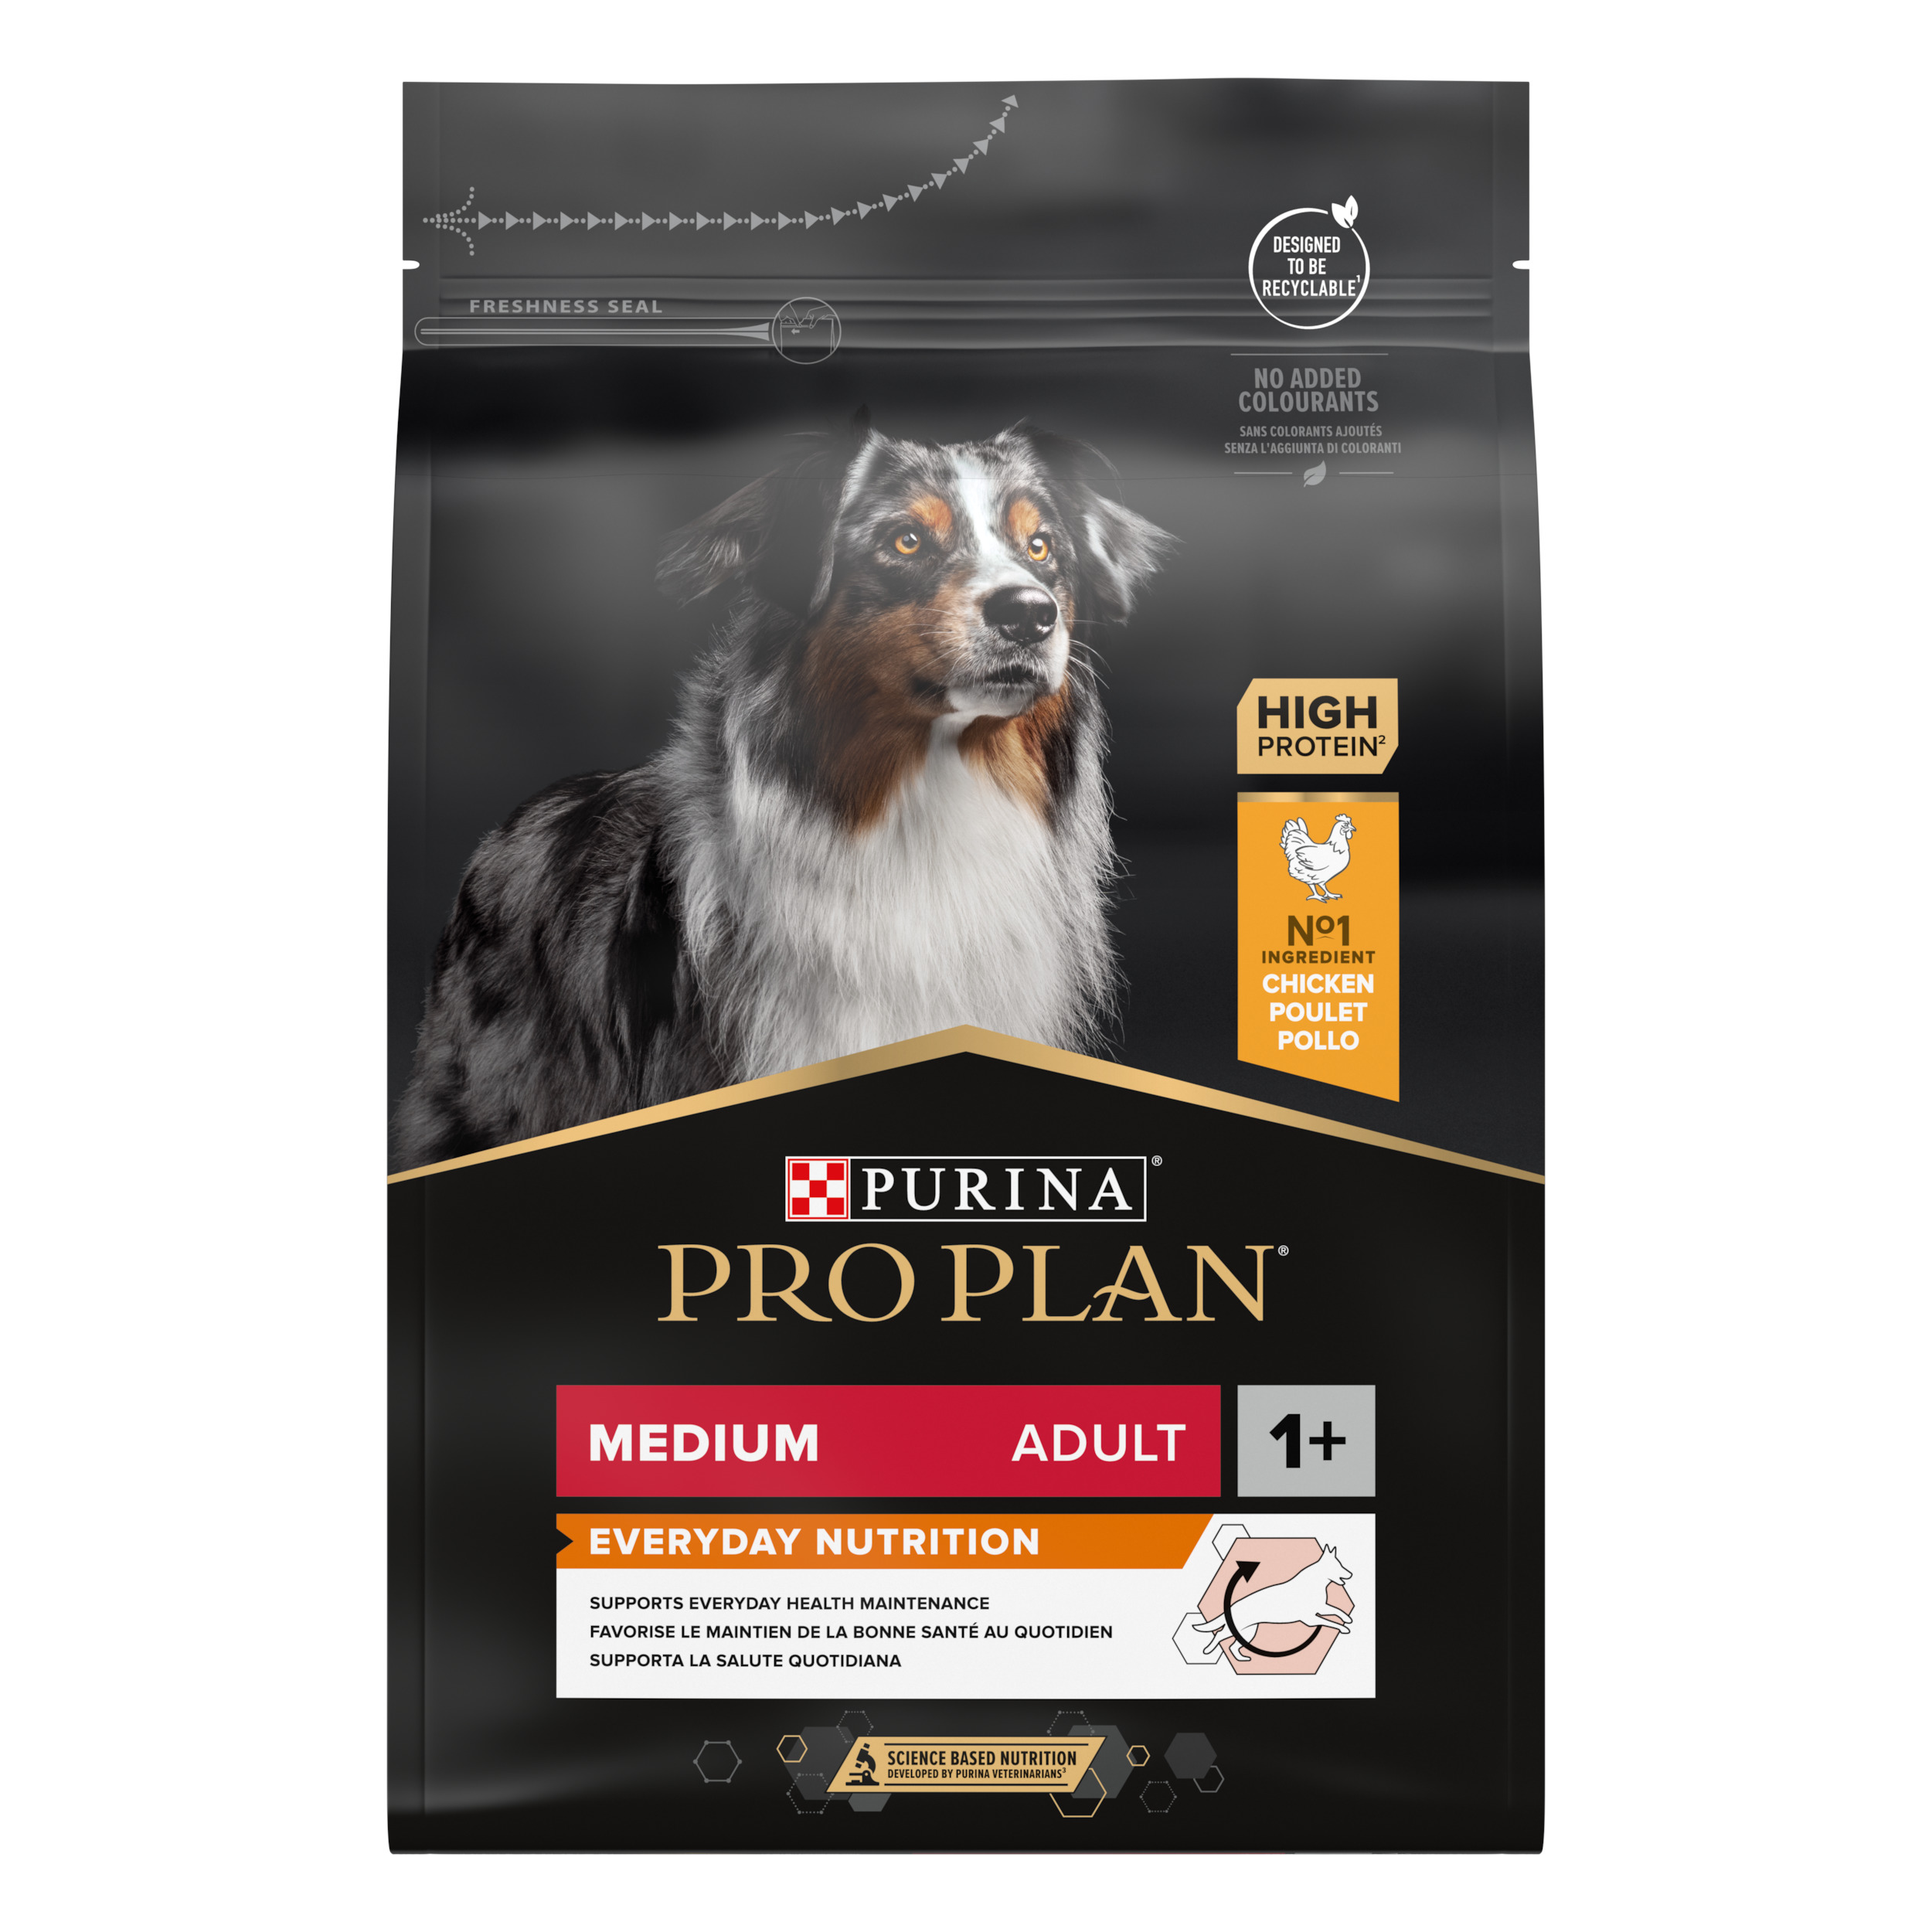 DESIGNED
TO BE
RECYCLABLE¹
FRESHNESS SEAL
NO ADDED
COLOURANTS
SANS COLORANTS AJOUTÉS
SENZA L'AGGIUNTA DI COLORANTI
HIGH
PROTEIN²
Nº1
INGREDIENT
CHICKEN
POULET
POLLO
PURINA®
PRO PLAN®
MEDIUM ADULT 1+
EVERYDAY NUTRITION
SUPPORTS EVERYDAY HEALTH MAINTENANCE
FAVORISE LE MAINTIEN DE LA BONNE SANTÉ AU QUOTIDIEN
SUPPORTA LA SALUTE QUOTIDIANA
SCIENCE BASED NUTRITION
DEVELOPED BY PURINA VETERINARIANS³